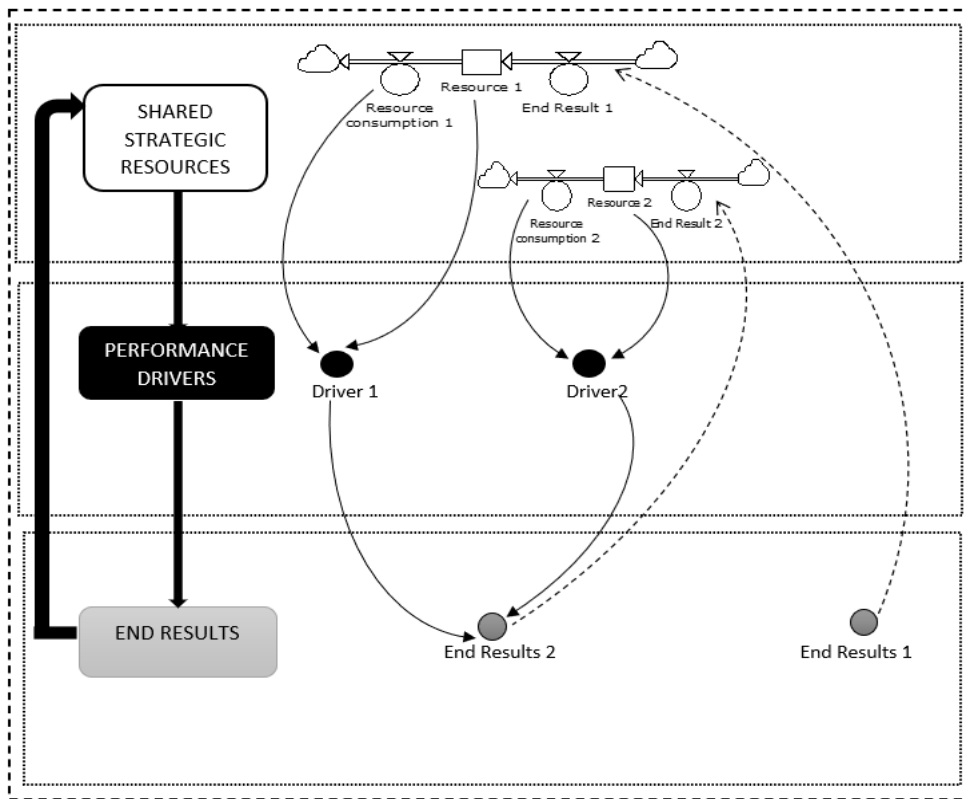 SHARED
STRATEGIC
RESOURCES
Resource
consumption 1
Resource 1
End Result 1
Resource
consumption 2
Resource 2
End Result 2
PERFORMANCE
DRIVERS
Driver 1
Driver2
END RESULTS
End Results 2
End Results 1